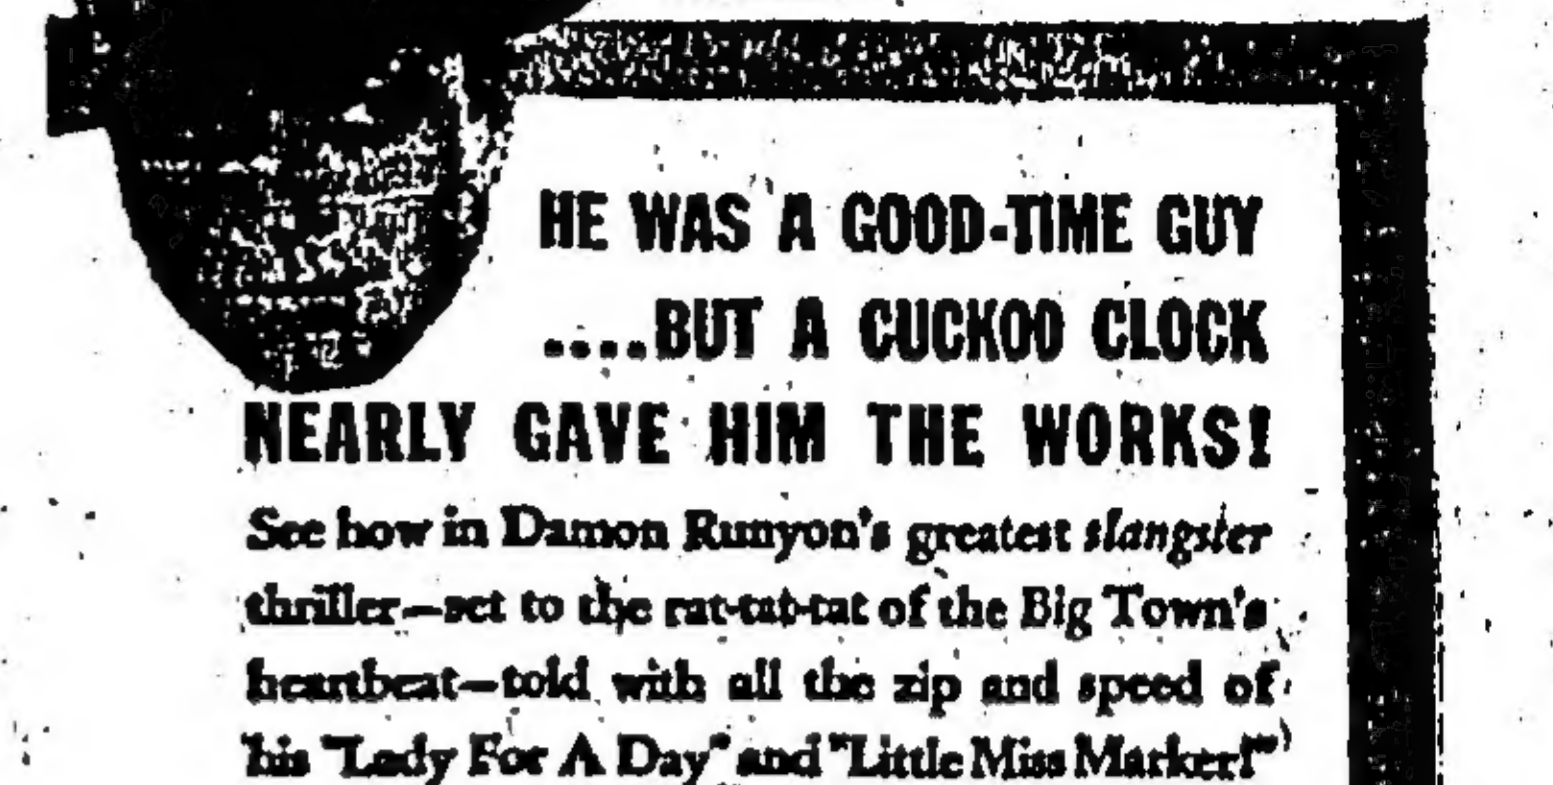 HE WAS A GOOD-TIME GUY
....BUT A CUCKOO CLOCK
NEARLY GAVE HIM THE WORKS!
See how in Damon Runyon's greatest slangster
thriller—set to the rat-tat-tat of the Big Town's
heartbeat—told with all the zip and speed of
his "Lady For A Day" and "Little Miss Marker!"